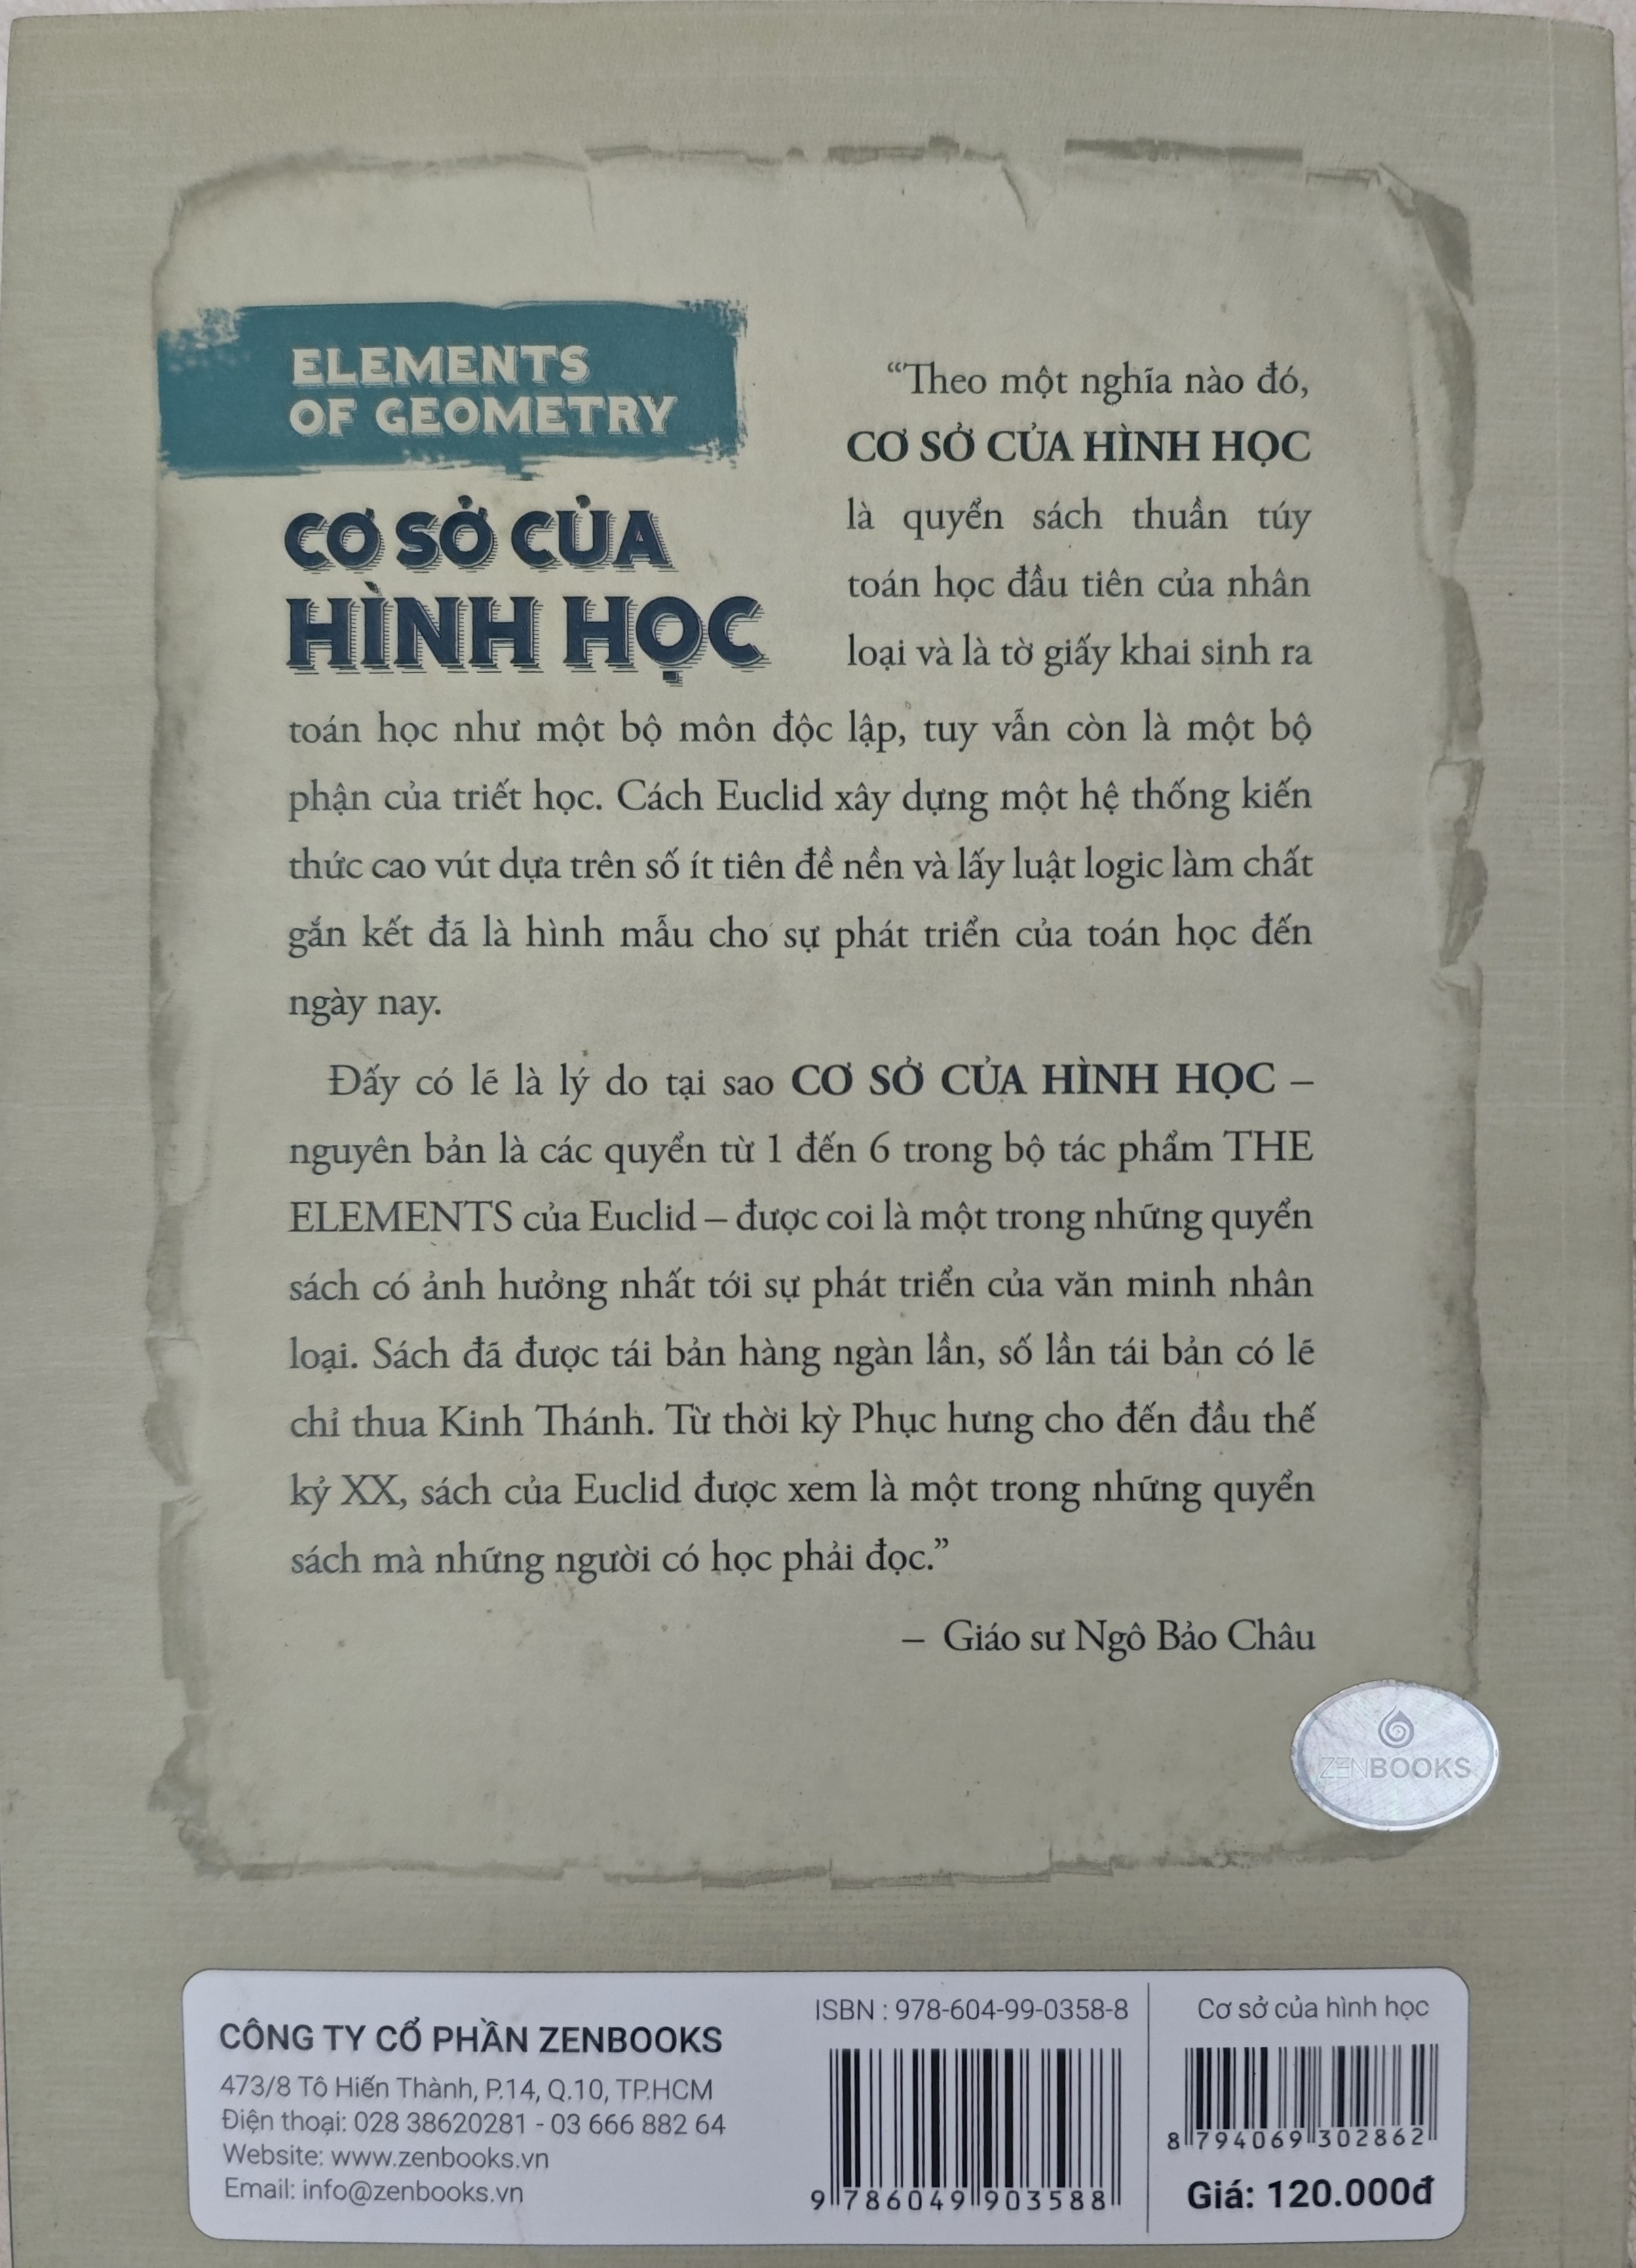 ELEMENTS
OF GEOMETRY
CƠ SỞ CỦA
HÌNH HỌC
“Theo một nghĩa nào đó,
CƠ SỞ CỦA HÌNH HỌC
là quyển sách thuần túy
toán học đầu tiên của nhân
loại và là tờ giấy khai sinh ra
toán học như một bộ môn độc lập, tuy vẫn còn là một bộ
phận của triết học. Cách Euclid xây dựng một hệ thống kiến
thức cao vút dựa trên số ít tiên đề nền và lấy luật logic làm chất
gắn kết đã là hình mẫu cho sự phát triển của toán học đến
ngày nay.
Đấy có lẽ là lý do tại sao CƠ SỞ CỦA HÌNH HỌC –
nguyên bản là các quyển từ 1 đến 6 trong bộ tác phẩm THE
ELEMENTS của Euclid – được coi là một trong những quyển
sách có ảnh hưởng nhất tới sự phát triển của văn minh nhân
loại. Sách đã được tái bản hàng ngàn lần, số lần tái bản có lẽ
chỉ thua Kinh Thánh. Từ thời kỳ Phục hưng cho đến đầu thế
kỷ XX, sách của Euclid được xem là một trong những quyển
sách mà những người có học phải đọc.”
– Giáo sư Ngô Bảo Châu
ZENBOOKS
CÔNG TY CỔ PHẦN ZENBOOKS
473/8 Tô Hiến Thành, P.14, Q.10, TP.HCM
Điện thoại: 028 38620281 - 03 666 882 64
Website: www.zenbooks.vn
Email: info@zenbooks.vn
ISBN : 978-604-99-0358-8
9 786049 903588
Cơ sở của hình học
8 794069 302862
Giá: 120.000đ